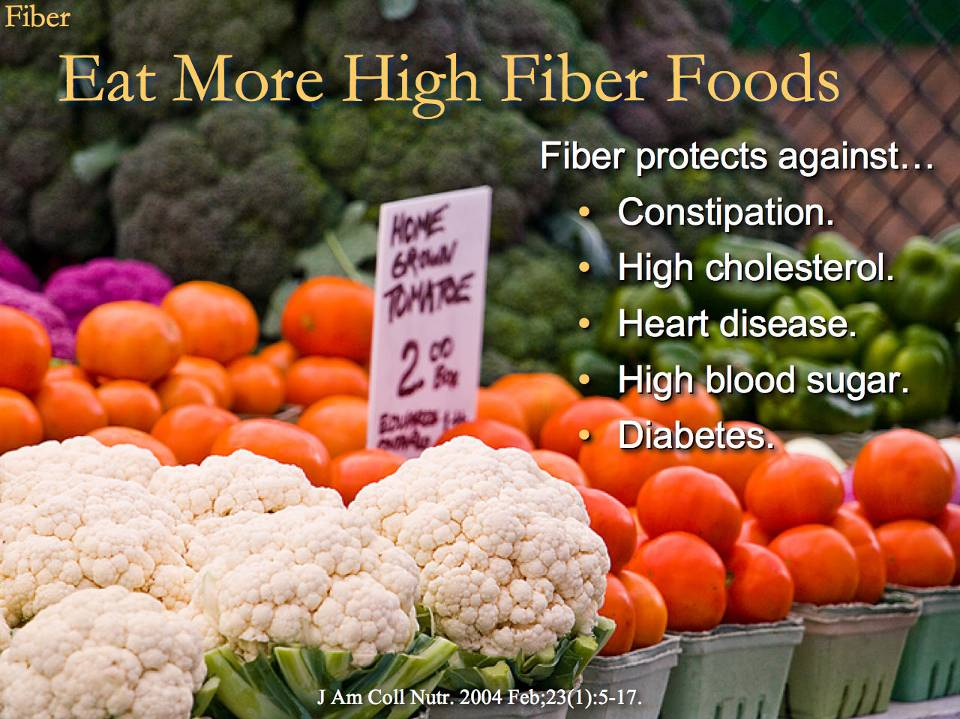 Fiber
Eat More High Fiber Foods
Fiber protects against…
• Constipation.
• High cholesterol.
• Heart disease.
• High blood sugar.
• Diabetes.
HOME
GROWN
TOMATOE
2 00
BOX
J Am Coll Nutr. 2004 Feb;23(1):5-17.